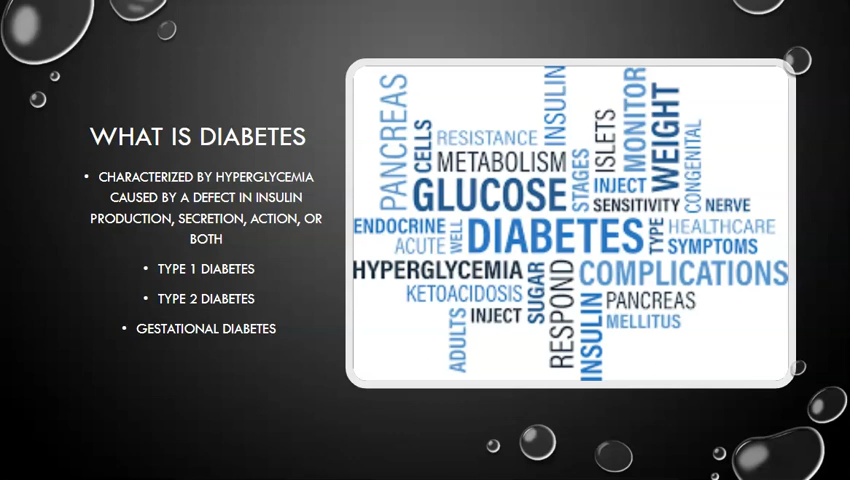 WHAT IS DIABETES
• CHARACTERIZED BY HYPERGLYCEMIA
CAUSED BY A DEFECT IN INSULIN
PRODUCTION, SECRETION, ACTION, OR
BOTH
• TYPE 1 DIABETES
• TYPE 2 DIABETES
• GESTATIONAL DIABETES
PANCREAS
CELLS
RESISTANCE
INSULIN
METABOLISM
GLUCOSE
STAGES
ISLETS
INJECT
MONITOR
WEIGHT
CONGENITAL
SENSITIVITY
NERVE
ENDOCRINE
ACUTE
WELL
DIABETES
TYPE
HEALTHCARE
SYMPTOMS
HYPERGLYCEMIA
SUGAR
RESPOND
COMPLICATIONS
KETOACIDOSIS
ADULTS
INJECT
INSULIN
PANCREAS
MELLITUS